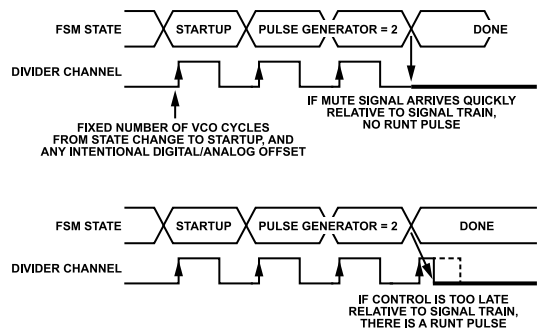 FSM STATE
STARTUP
PULSE GENERATOR = 2
DONE
DIVIDER CHANNEL
IF MUTE SIGNAL ARRIVES QUICKLY
RELATIVE TO SIGNAL TRAIN,
NO RUNT PULSE
FIXED NUMBER OF VCO CYCLES
FROM STATE CHANGE TO STARTUP, AND
ANY INTENTIONAL DIGITAL/ANALOG OFFSET
FSM STATE
STARTUP
PULSE GENERATOR = 2
DONE
DIVIDER CHANNEL
IF CONTROL IS TOO LATE
RELATIVE TO SIGNAL TRAIN,
THERE IS A RUNT PULSE